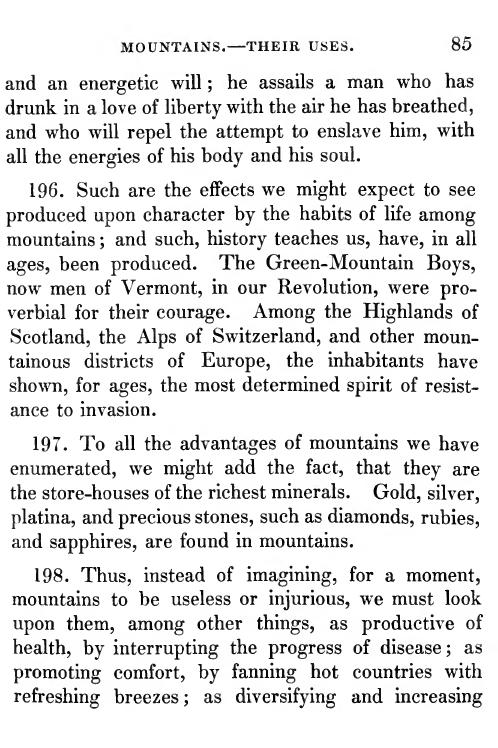 MOUNTAINS.—THEIR USES. 85
and an energetic will; he assails a man who has
drunk in a love of liberty with the air he has breathed,
and who will repel the attempt to enslave him, with
all the energies of his body and his soul.
196. Such are the effects we might expect to see
produced upon character by the habits of life among
mountains; and such, history teaches us, have, in all
ages, been produced. The Green-Mountain Boys,
now men of Vermont, in our Revolution, were pro-
verbial for their courage. Among the Highlands of
Scotland, the Alps of Switzerland, and other moun-
tainous districts of Europe, the inhabitants have
shown, for ages, the most determined spirit of resist-
ance to invasion.
197. To all the advantages of mountains we have
enumerated, we might add the fact, that they are
the store-houses of the richest minerals. Gold, silver,
platina, and precious stones, such as diamonds, rubies,
and sapphires, are found in mountains.
198. Thus, instead of imagining, for a moment,
mountains to be useless or injurious, we must look
upon them, among other things, as productive of
health, by interrupting the progress of disease; as
promoting comfort, by fanning hot countries with
refreshing breezes; as diversifying and increasing